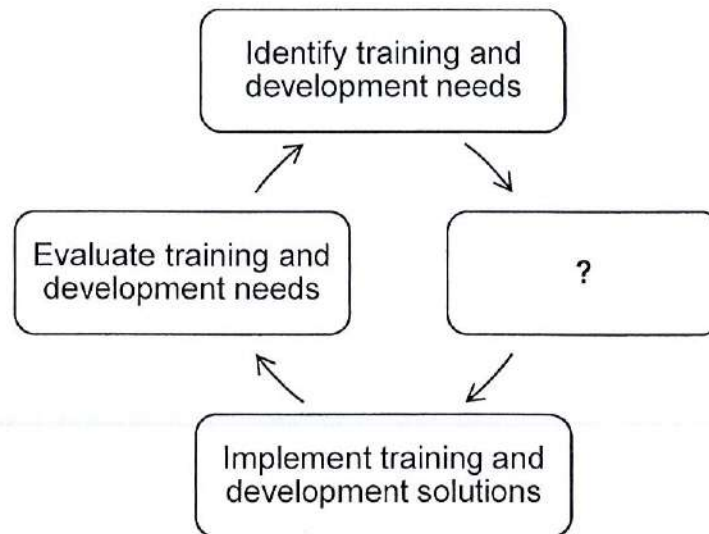 Identify training and
development needs
Evaluate training and
development needs
?
Implement training and
development solutions